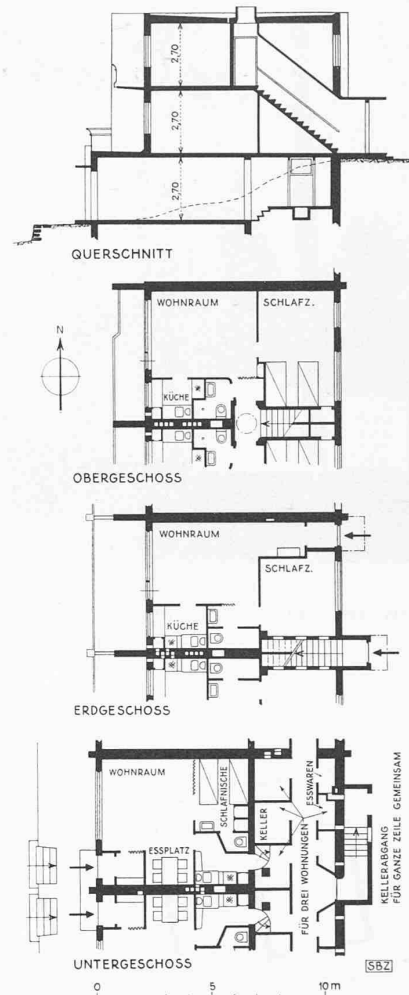 2,70
2,70
2,70
QUERSCHNITT
N
WOHNRAUM
SCHLAFZ.
KÜCHE
OBERGESCHOSS
WOHNRAUM
SCHLAFZ.
KÜCHE
ERDGESCHOSS
WOHNRAUM
SCHLAFNISCHE
ESSPLATZ
KELLER
ESSWAREN
FÜR DREI WOHNUNGEN
KELLERABGANG
FÜR GANZE ZEILE GEMEINSAM
UNTERGESCHOSS
SBZ
0 5 10 m